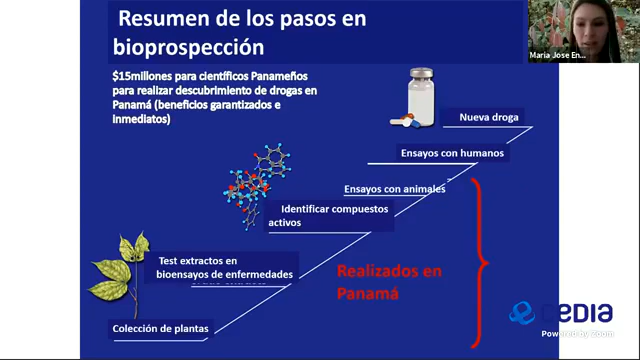 Resumen de los pasos en
bioprospección
$15millones para científicos Panameños
para realizar descubrimiento de drogas en
Panamá (beneficios garantizados e
inmediatos)
Maria Jose En...
Nueva droga
Ensayos con humanos
Ensayos con animales
Identificar compuestos
activos
Test extractos en
bioensayos de enfermedades
Realizados en
Panamá
Colección de plantas
cedia
Powered by Zoom